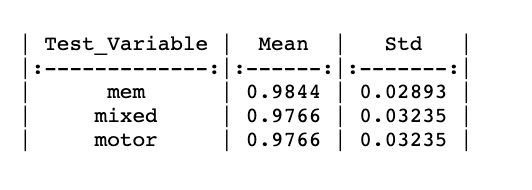 | Test_Variable | Mean | Std |
|:-------------:|:------:|:-------:|
| mem | 0.9844 | 0.02893 |
| mixed | 0.9766 | 0.03235 |
| motor | 0.9766 | 0.03235 |